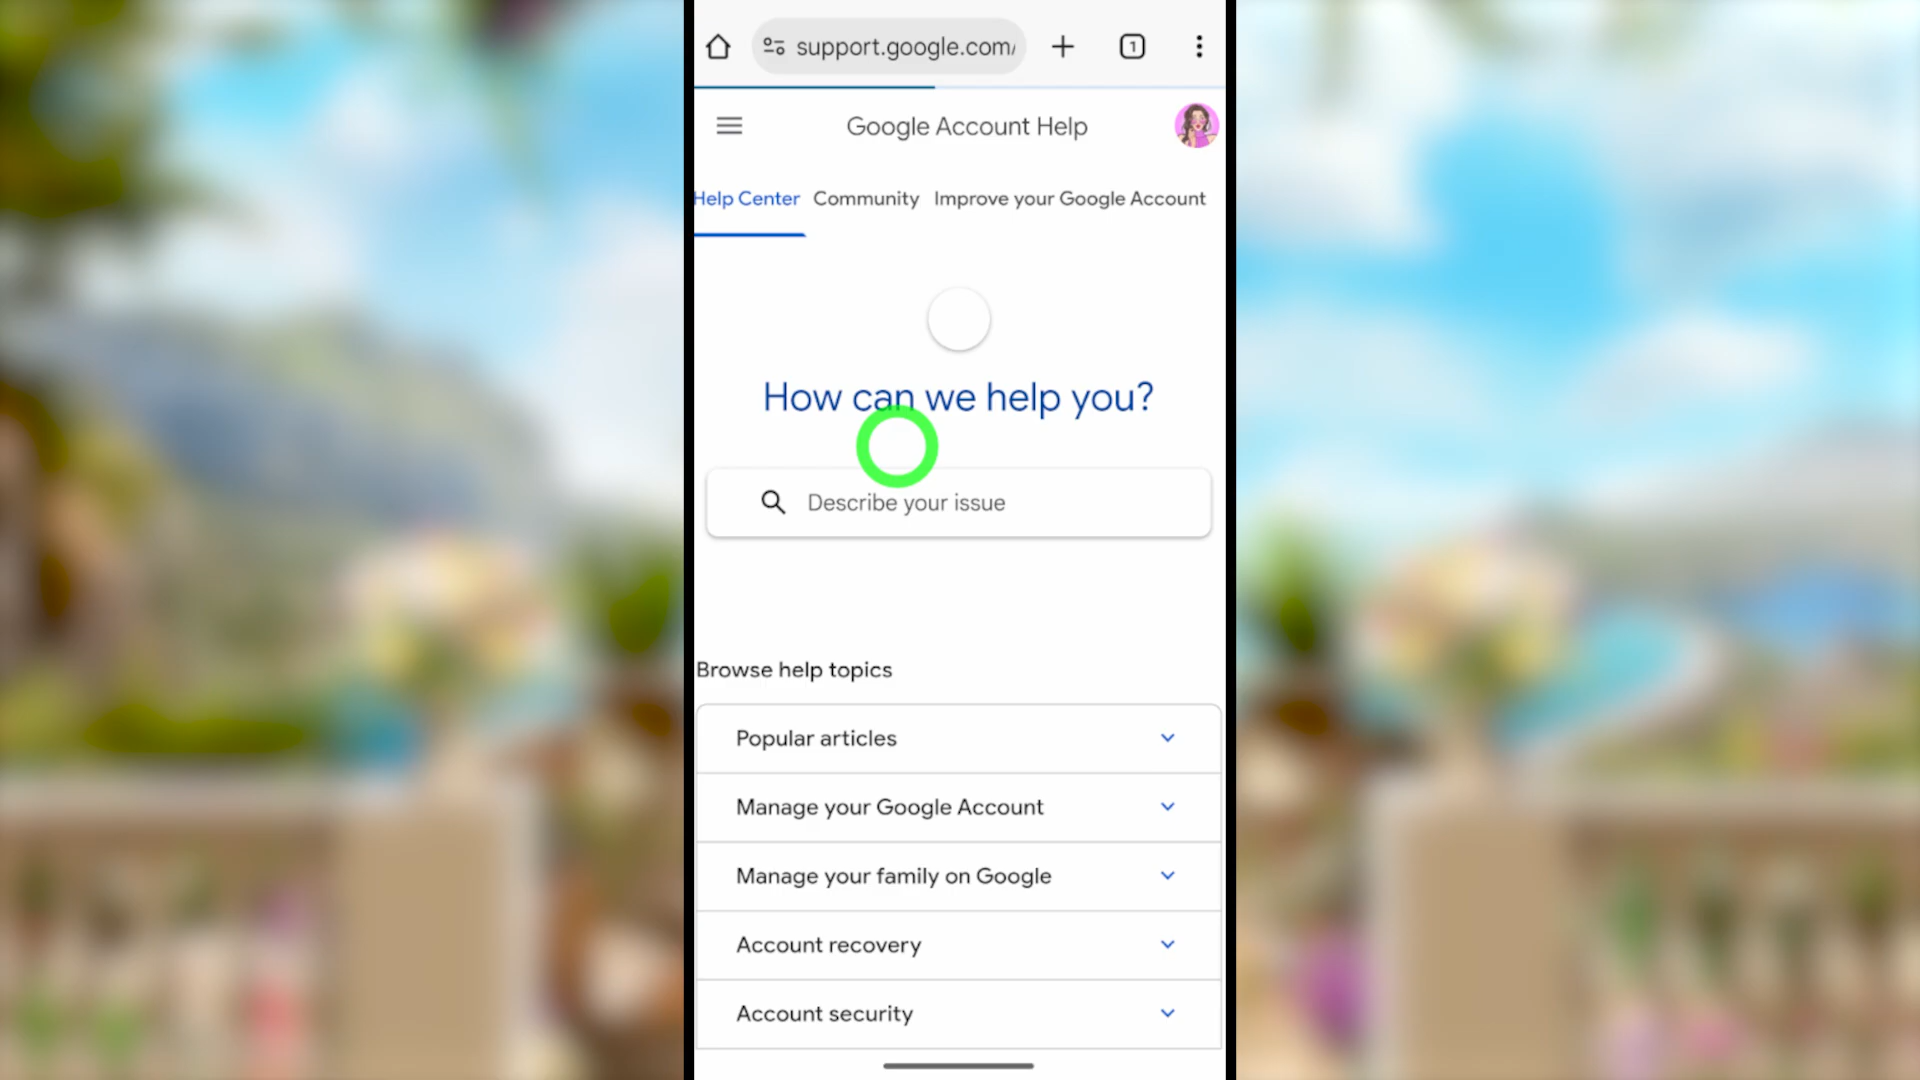 support.google.com/
1
Google Account Help
Help Center Community Improve your Google Account
How can we help you?
Describe your issue
Browse help topics
Popular articles
Manage your Google Account
Manage your family on Google
Account recovery
Account security